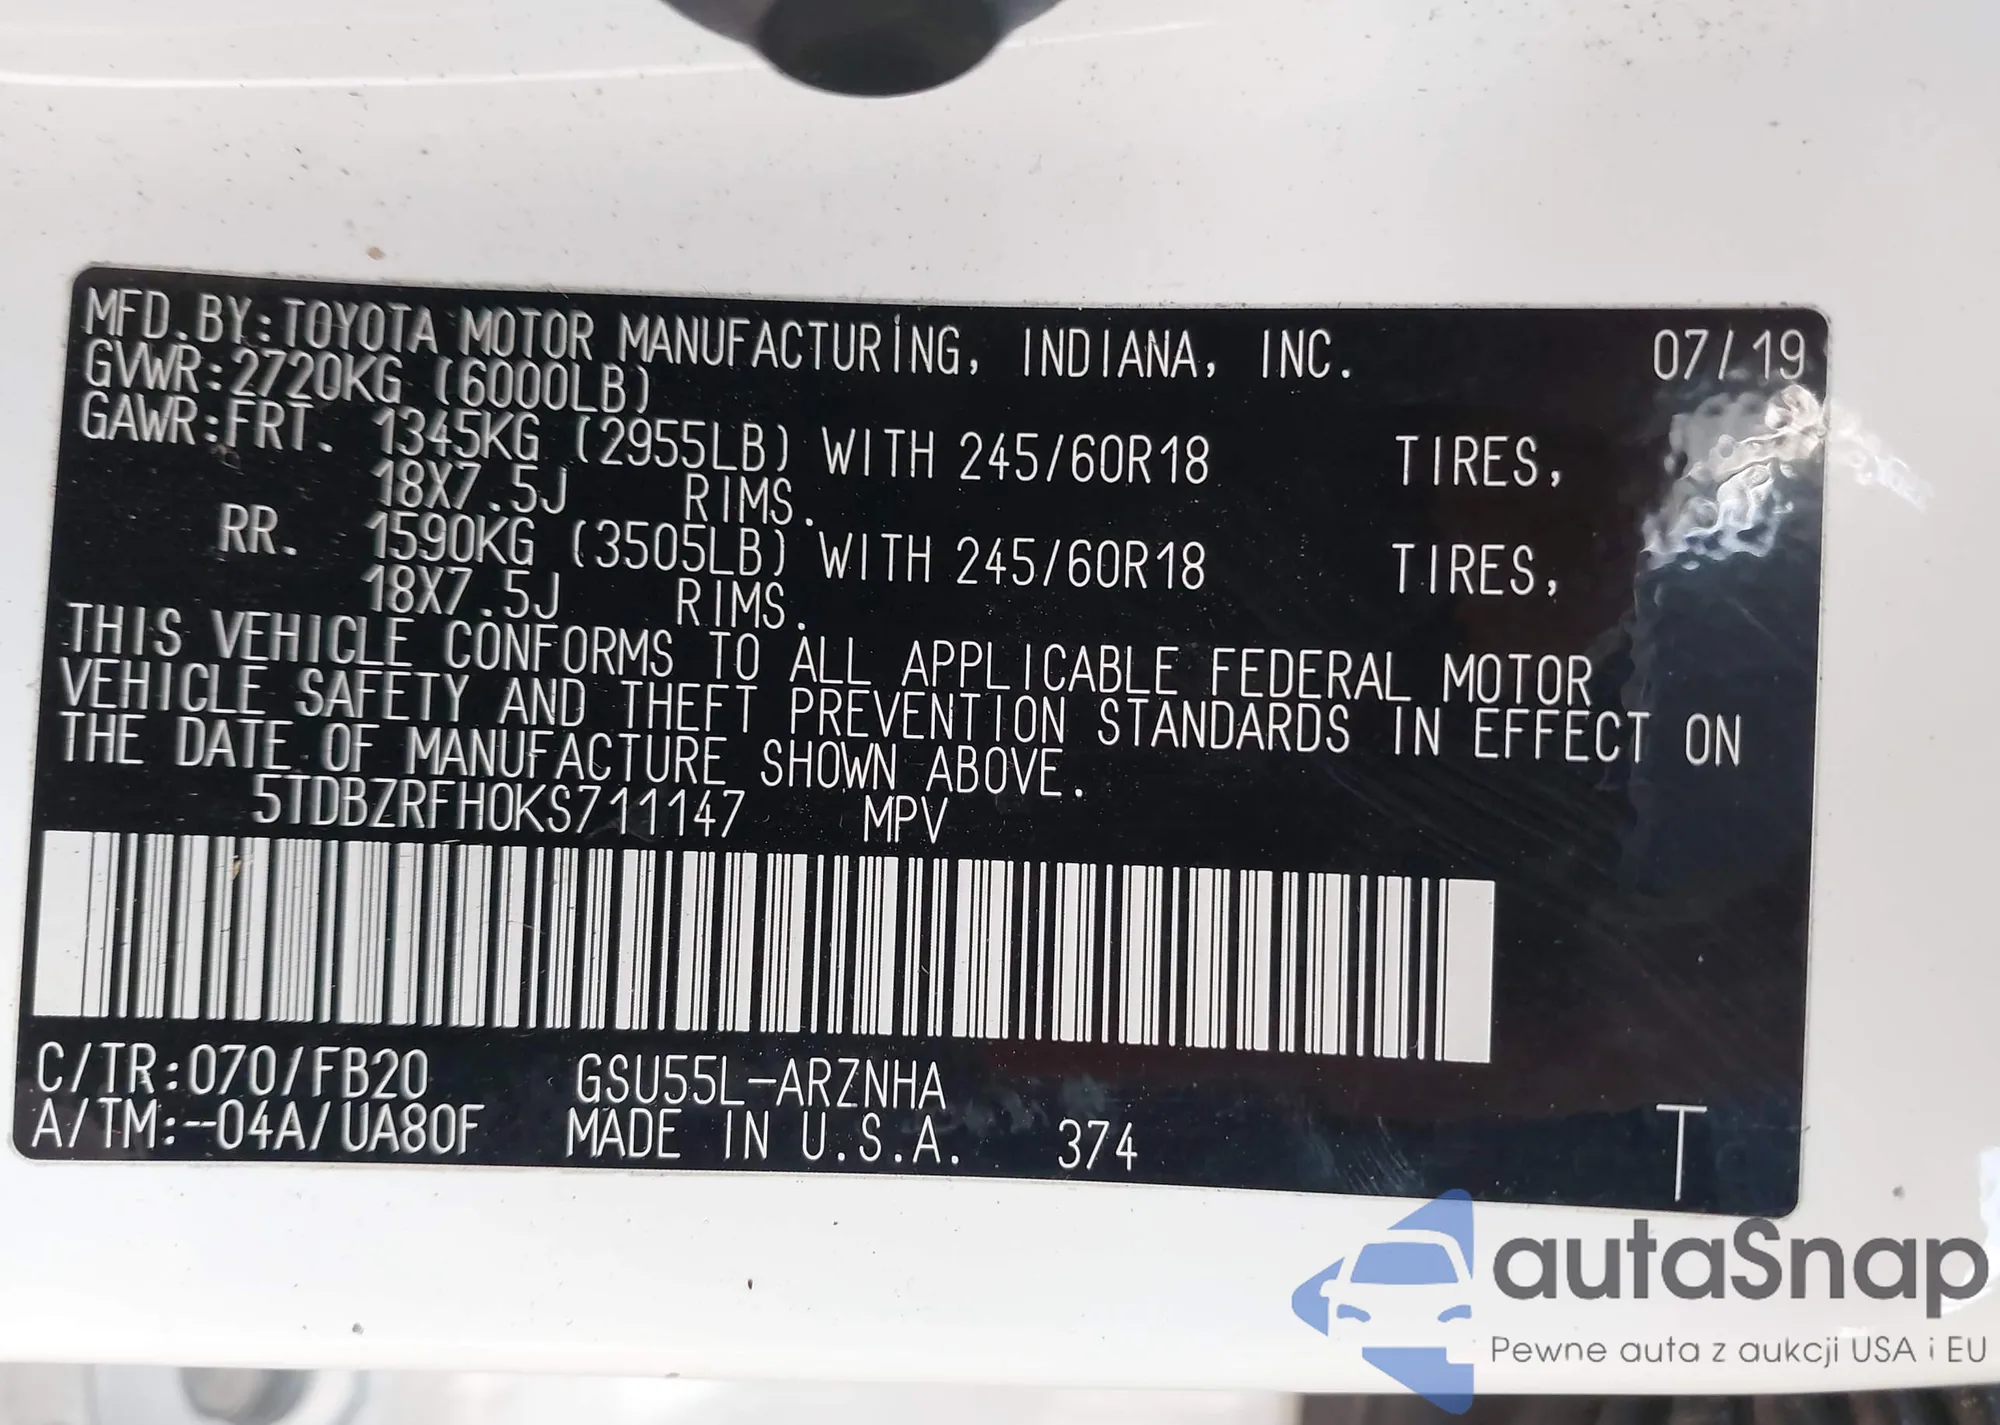 MFD.BY:TOYOTA MOTOR MANUFACTURING, INDIANA, INC. 07/19
GVWR:2720KG (6000LB)
GAWR:FRT. 1345KG (2955LB) WITH 245/60R18 TIRES,
18X7.5J RIMS.
RR. 1590KG (3505LB) WITH 245/60R18 TIRES,
18X7.5J RIMS.
THIS VEHICLE CONFORMS TO ALL APPLICABLE FEDERAL MOTOR
VEHICLE SAFETY AND THEFT PREVENTION STANDARDS IN EFFECT ON
THE DATE OF MANUFACTURE SHOWN ABOVE.
5TDBZRFH0KS711147 MPV
C/TR:070/FB20 GSU55L-ARZNHA
A/TM:-04A/UA80F MADE IN U.S.A. 374 T
autaSnap
Pewne auta z aukcji USA i EU